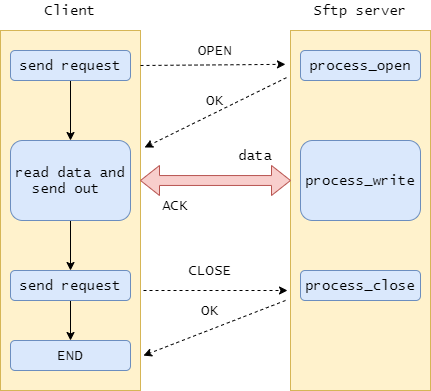 Client
Sftp server
send request
OPEN
process_open
OK
read data and
send out
data
ACK
process_write
send request
CLOSE
process_close
OK
END